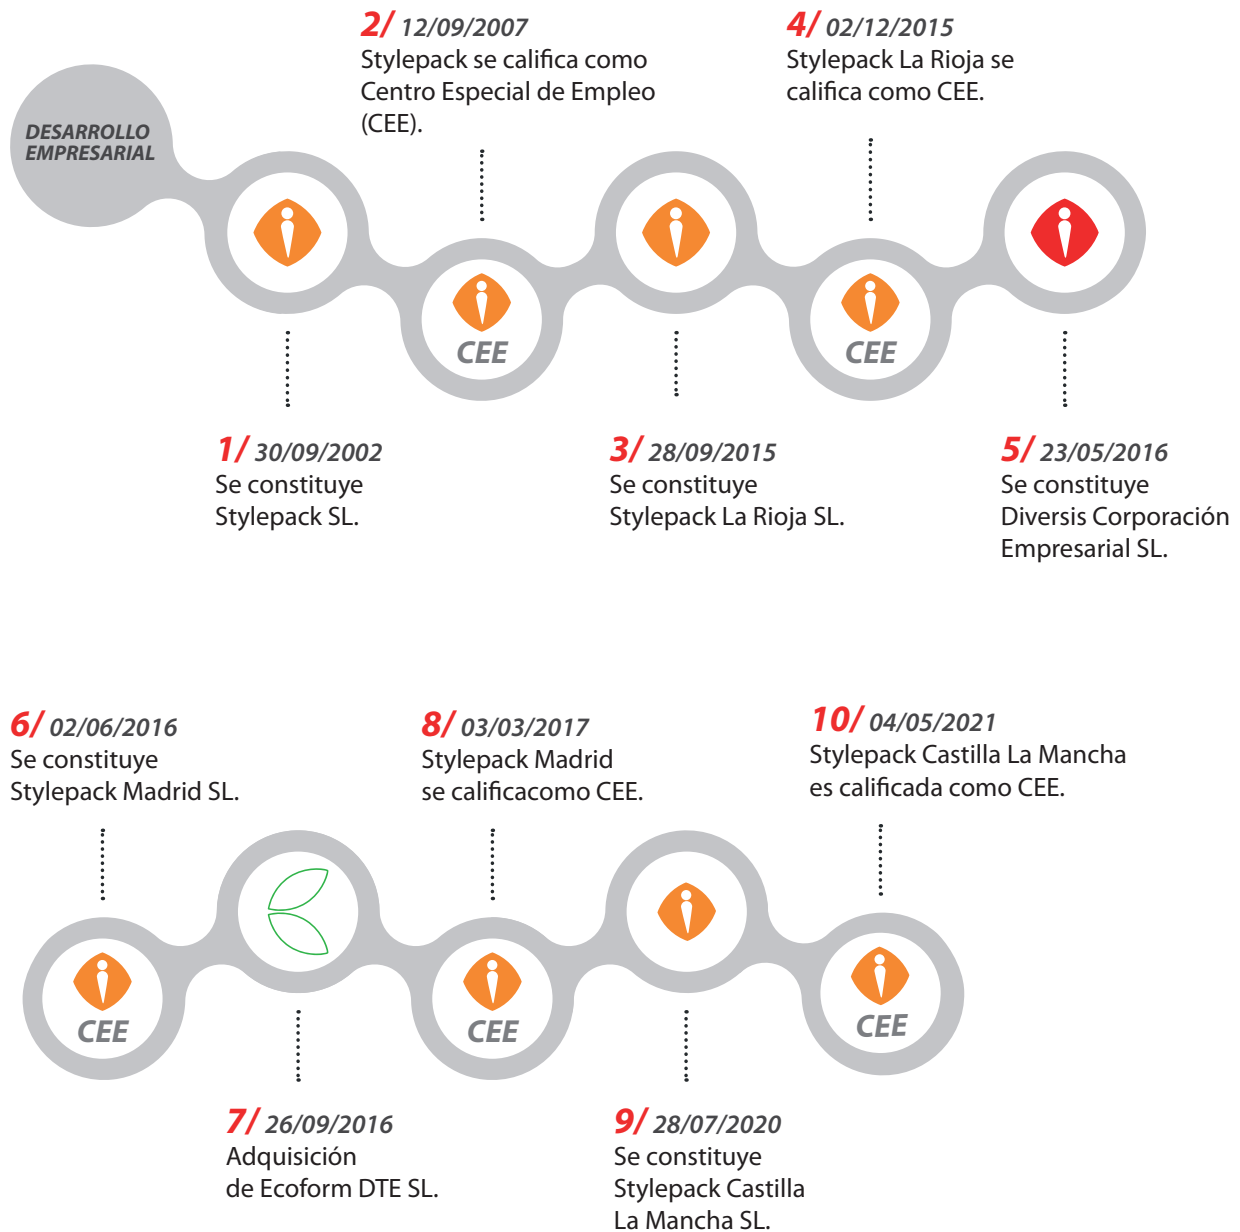 DESARROLLO
EMPRESARIAL
1/ 30/09/2002
Se constituye
Stylepack SL.
2/ 12/09/2007
Stylepack se califica como
Centro Especial de Empleo
(CEE).
CEE
3/ 28/09/2015
Se constituye
Stylepack La Rioja SL.
4/ 02/12/2015
Stylepack La Rioja se
califica como CEE.
CEE
5/ 23/05/2016
Se constituye
Diversis Corporación
Empresarial SL.
6/ 02/06/2016
Se constituye
Stylepack Madrid SL.
CEE
7/ 26/09/2016
Adquisición
de Ecoform DTE SL.
8/ 03/03/2017
Stylepack Madrid
se calificacomo CEE.
CEE
9/ 28/07/2020
Se constituye
Stylepack Castilla
La Mancha SL.
10/ 04/05/2021
Stylepack Castilla La Mancha
es calificada como CEE.
CEE